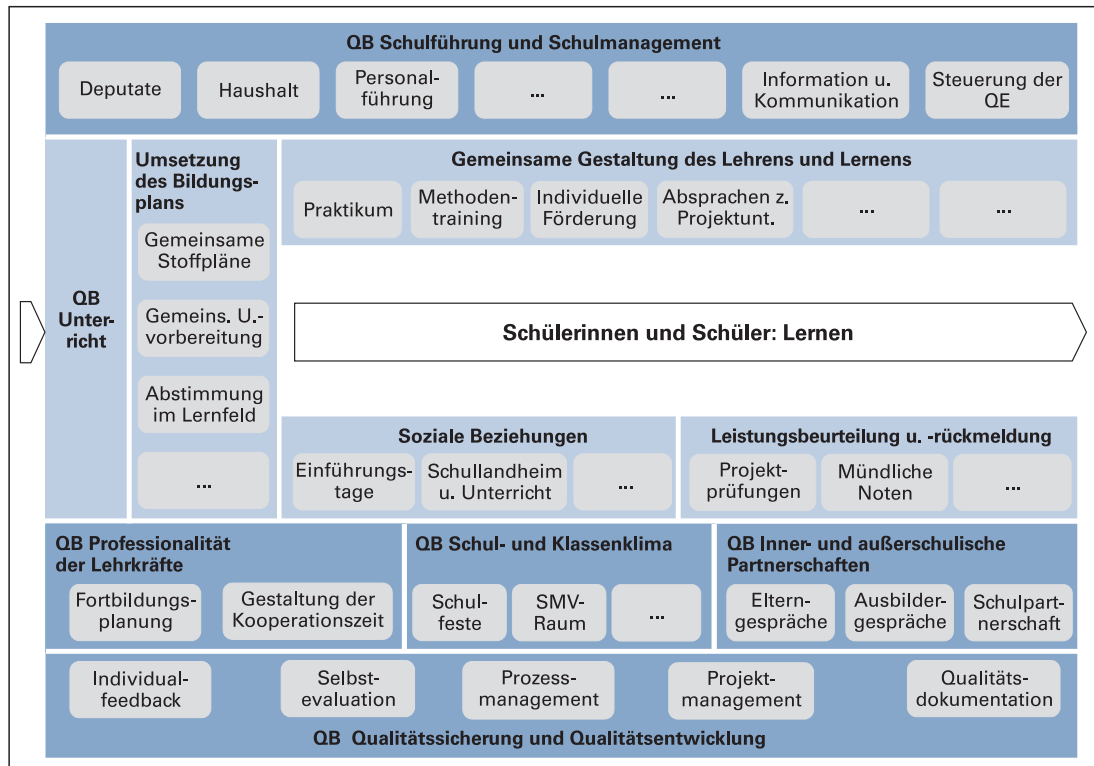 QB Schulführung und Schulmanagement
Deputate
Haushalt
Personal-
führung
...
...
Information u.
Kommunikation
Steuerung der
QE
QB
Unter-
richt
Umsetzung
des Bildungs-
plans
Gemeinsame
Stoffpläne
Gemeins. U.-
vorbereitung
Abstimmung
im Lernfeld
...
Gemeinsame Gestaltung des Lehrens und Lernens
Praktikum
Methoden-
training
Individuelle
Förderung
Absprachen z.
Projektunt.
...
...
Schülerinnen und Schüler: Lernen
Soziale Beziehungen
Einführungs-
tage
Schullandheim
u. Unterricht
...
Leistungsbeurteilung u. -rückmeldung
Projekt-
prüfungen
Mündliche
Noten
...
QB Professionalität
der Lehrkräfte
Fortbildungs-
planung
Gestaltung der
Kooperationszeit
QB Schul- und Klassenklima
Schul-
feste
SMV-
Raum
...
QB Inner- und außerschulische
Partnerschaften
Eltern-
gespräche
Ausbilder-
gespräche
Schulpart-
nerschaft
Individual-
feedback
Selbst-
evaluation
Prozess-
management
Projekt-
management
Qualitäts-
dokumentation
QB Qualitätssicherung und Qualitätsentwicklung